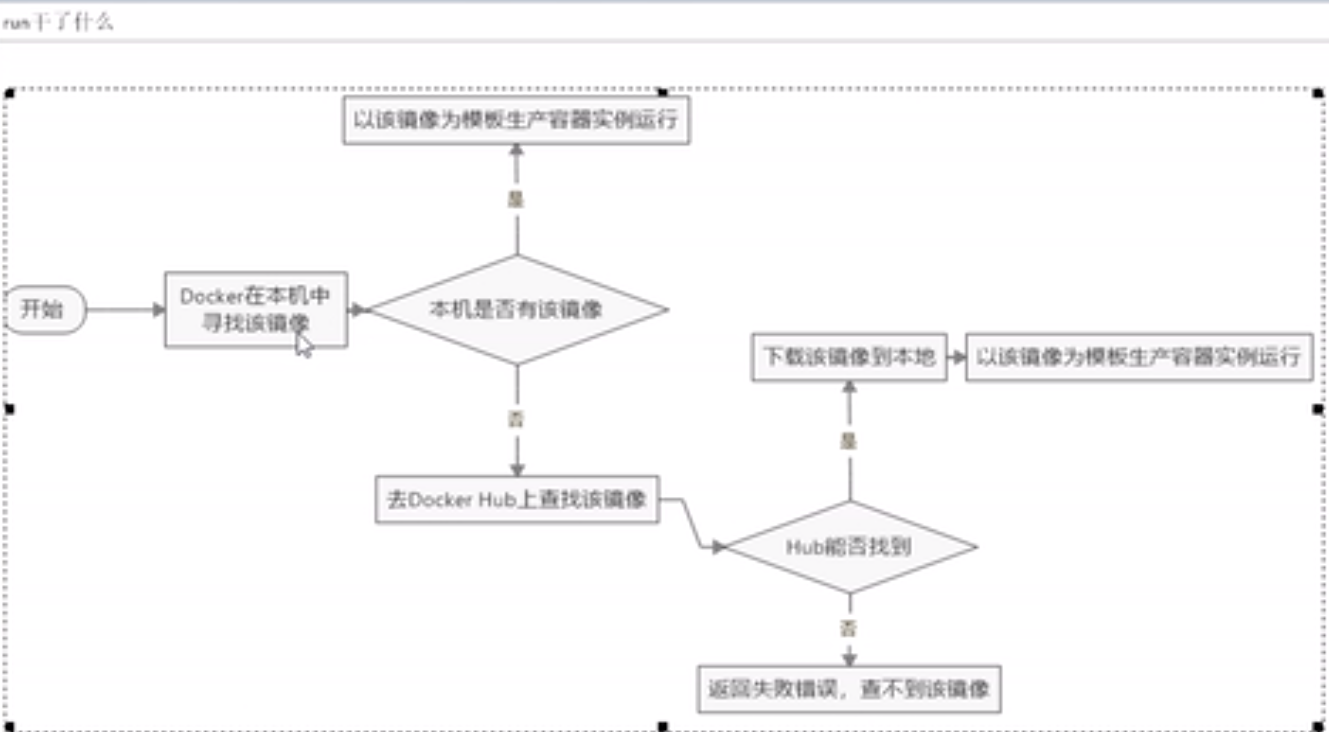 run干了什么
以该镜像为模板生产容器实例运行
是
开始
Docker在本机中
寻找该镜像
本机是否有该镜像
下载该镜像到本地
以该镜像为模板生产容器实例运行
否
是
去Docker Hub上查找该镜像
Hub能否找到
否
返回失败错误，查不到该镜像